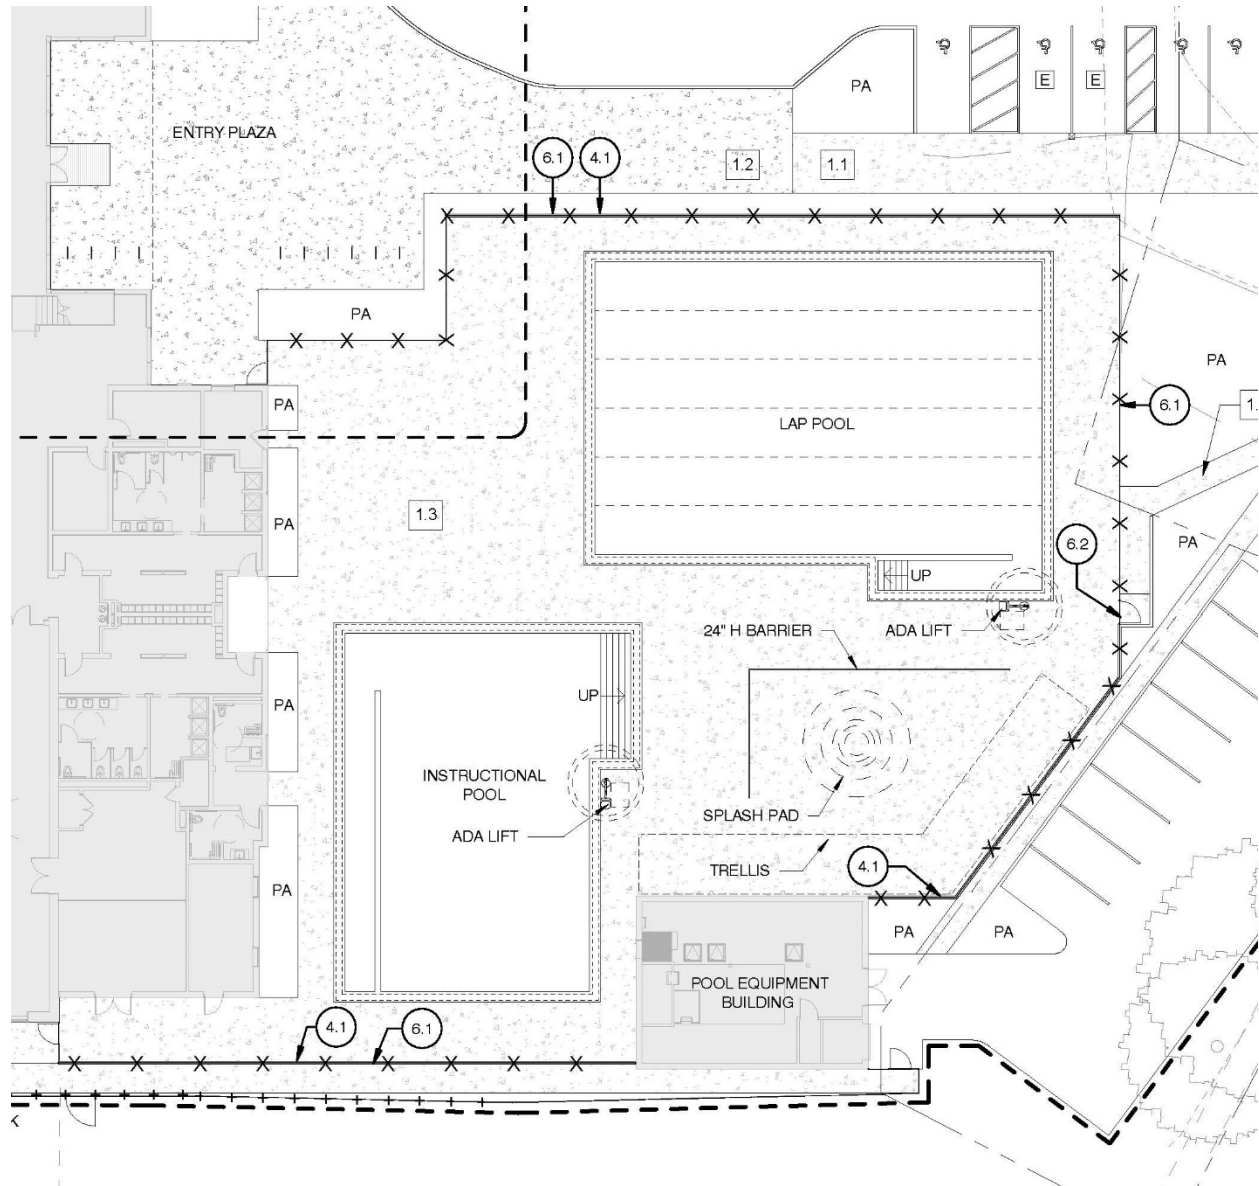 PA
E
E
ENTRY PLAZA
6.1
4.1
1.2
1.1
PA
PA
6.1
1.
PA
LAP POOL
1.3
PA
6.2
PA
UP
24" H BARRIER
ADA LIFT
PA
UP
INSTRUCTIONAL
POOL
ADA LIFT
SPLASH PAD
TRELLIS
4.1
PA
PA
PA
POOL EQUIPMENT
BUILDING
4.1
6.1
K